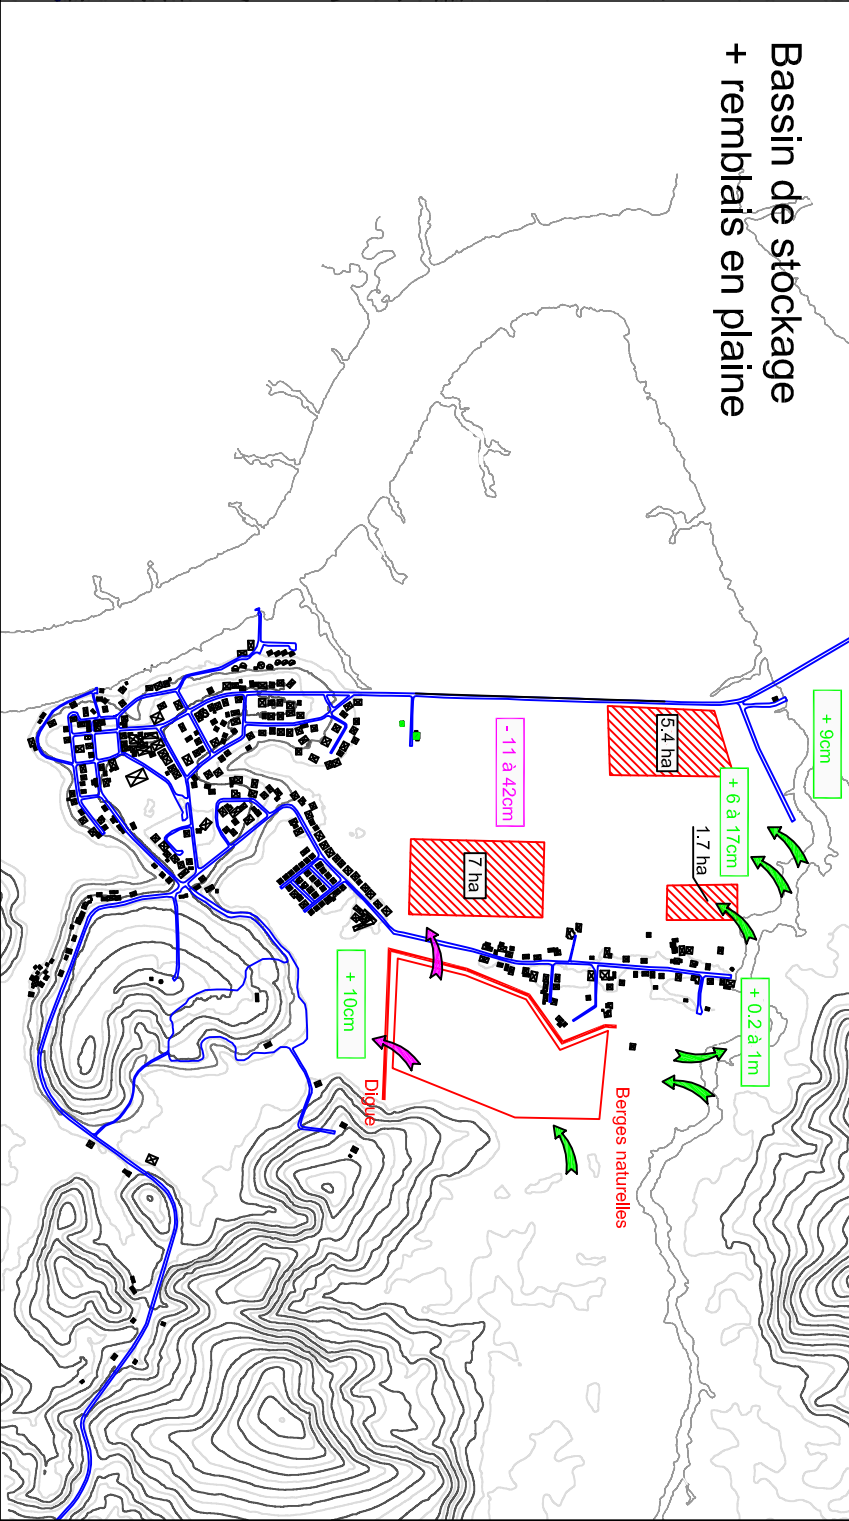 Bassin de stockage
+ remblais en plaine
+ 9cm
5.4 ha
- 11 à 42cm
+ 6 à 17cm
1.7 ha
7 ha
+ 10cm
+ 0.2 à 1m
Digue
Berges naturelles